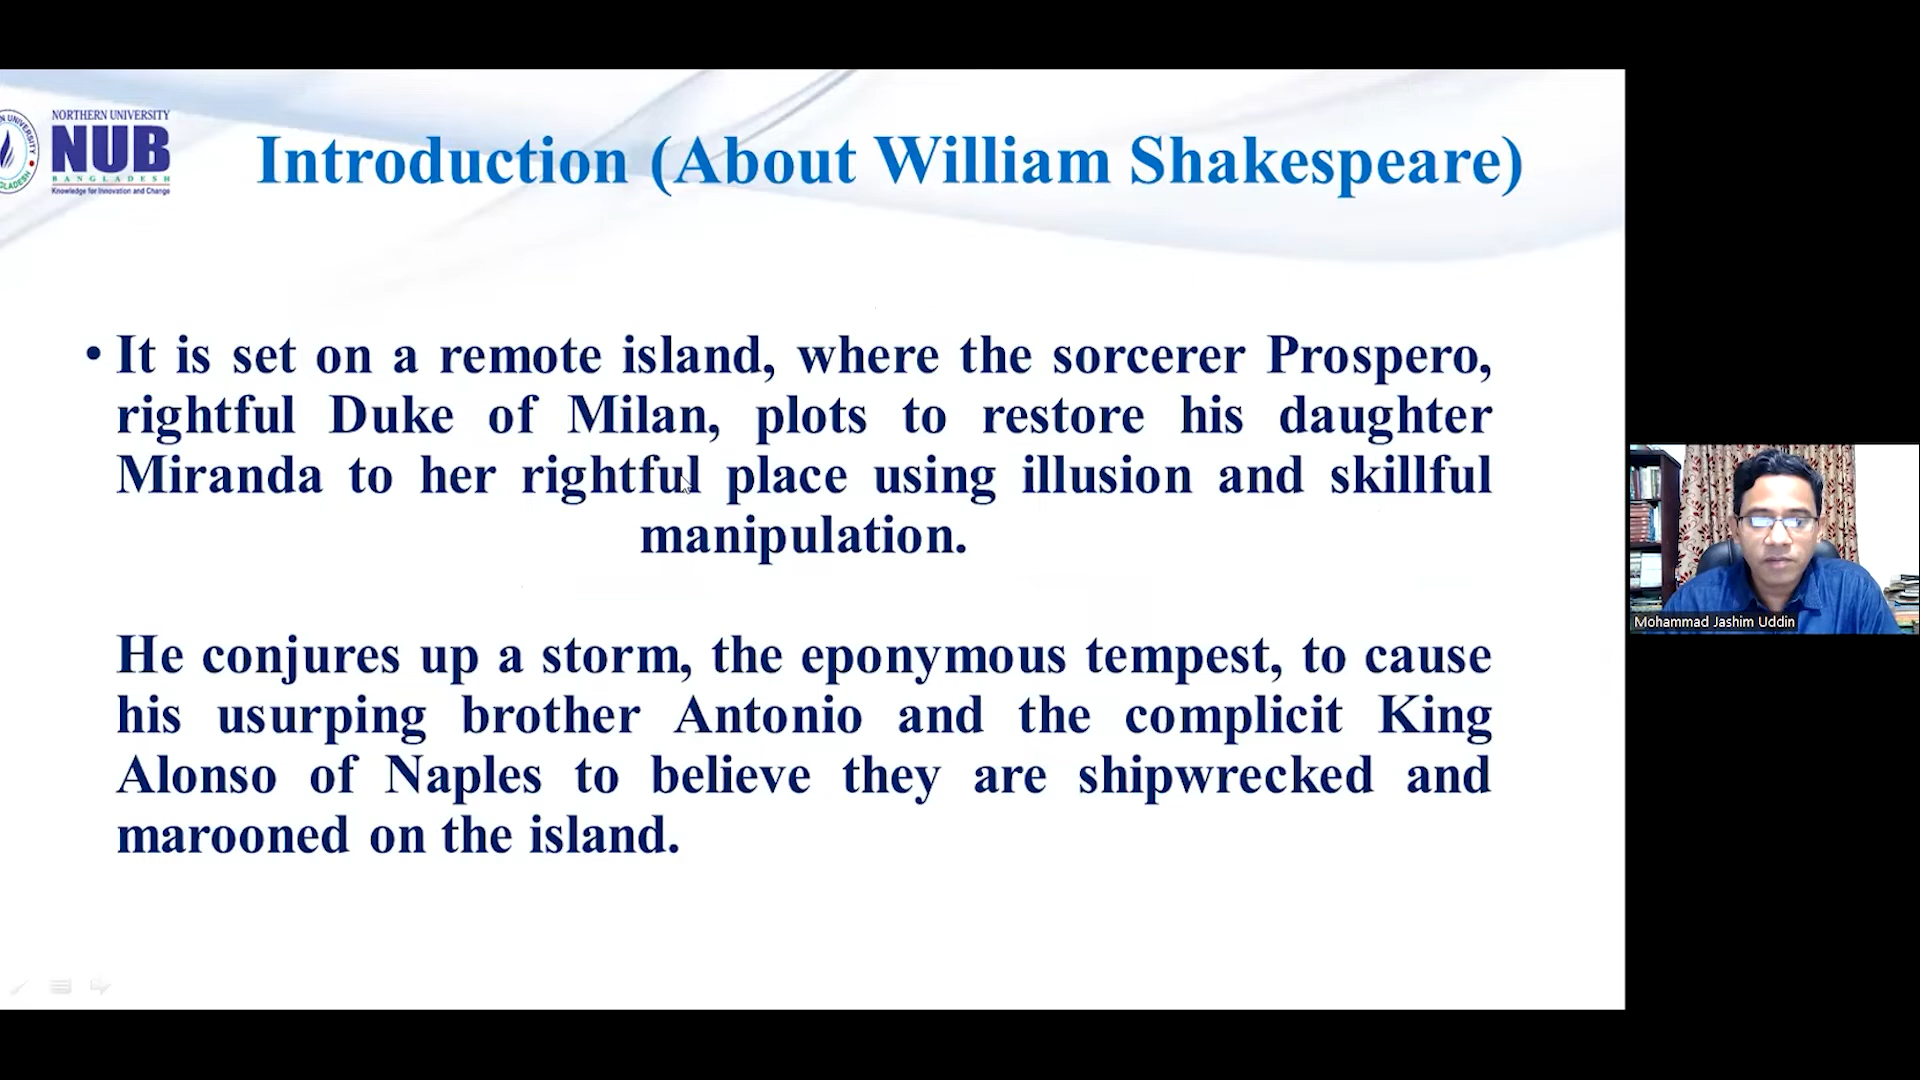 NORTHERN UNIVERSITY
NUB
BANGLADESH
Knowledge for Innovation and Change
Introduction (About William Shakespeare)
• It is set on a remote island, where the sorcerer Prospero,
rightful Duke of Milan, plots to restore his daughter
Miranda to her rightful place using illusion and skillful
manipulation.
He conjures up a storm, the eponymous tempest, to cause
his usurping brother Antonio and the complicit King
Alonso of Naples to believe they are shipwrecked and
marooned on the island.
Mohammad Jashim Uddin